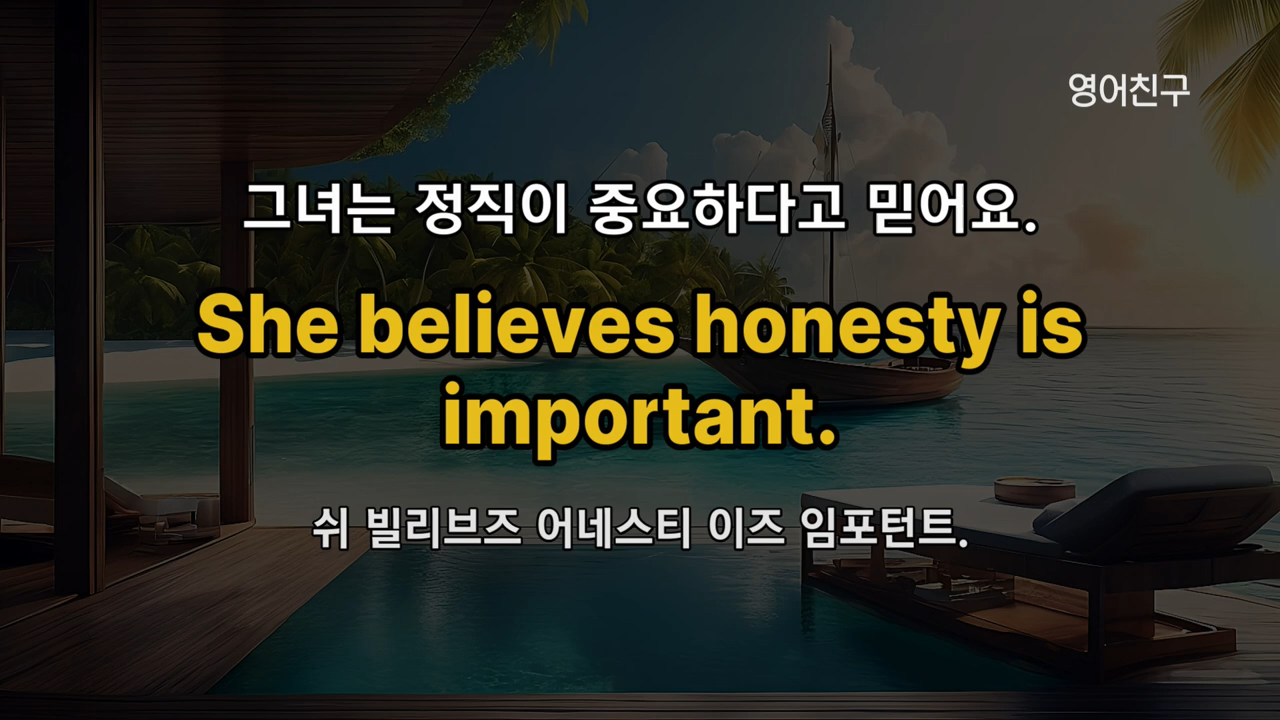 영어친구
그녀는 정직이 중요하다고 믿어요.
She believes honesty is
important.
쉬 빌리브즈 어네스티 이즈 임포턴트.